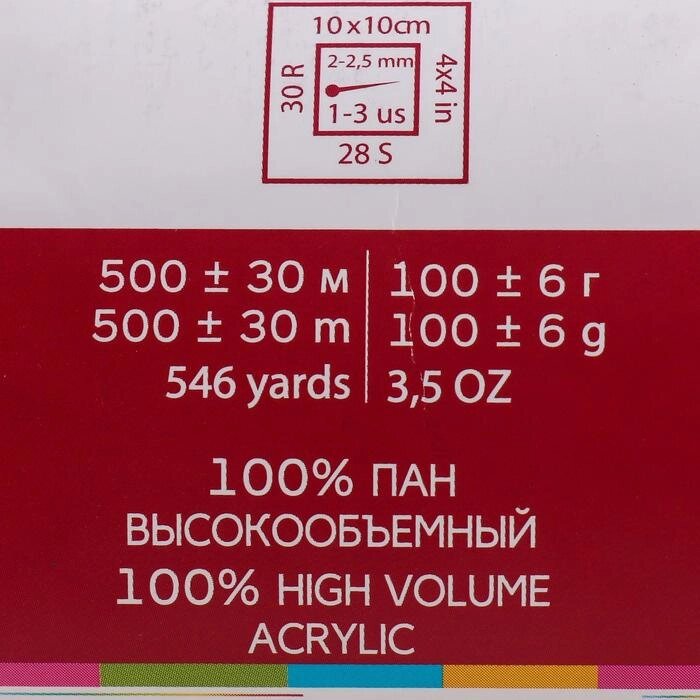 10x10cm
30 R
2-2,5 mm
1-3 us
4x4 in
28 S
500 ± 30 м
100 ± 6 г
500 ± 30 m
100 ± 6 g
546 yards
3,5 OZ
100% ПАН
ВЫСОКООБЪЕМНЫЙ
100% HIGH VOLUME
ACRYLIC